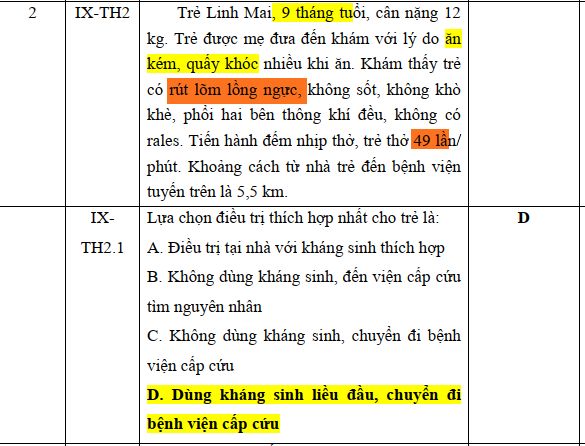 2 IX-TH2 Trẻ Linh Mai, 9 tháng tuổi, cân nặng 12
kg. Trẻ được mẹ đưa đến khám với lý do ăn
kém, quấy khóc nhiều khi ăn. Khám thấy trẻ
có rút lõm lồng ngực, không sốt, không khò
khè, phổi hai bên thông khí đều, không có
rales. Tiến hành đếm nhịp thở, trẻ thở 49 lần/
phút. Khoảng cách từ nhà trẻ đến bệnh viện
tuyến trên là 5,5 km.
IX-
TH2.1
Lựa chọn điều trị thích hợp nhất cho trẻ là:
A. Điều trị tại nhà với kháng sinh thích hợp
B. Không dùng kháng sinh, đến viện cấp cứu
tìm nguyên nhân
C. Không dùng kháng sinh, chuyển đi bệnh
viện cấp cứu
D. Dùng kháng sinh liều đầu, chuyển đi
bệnh viện cấp cứu
D